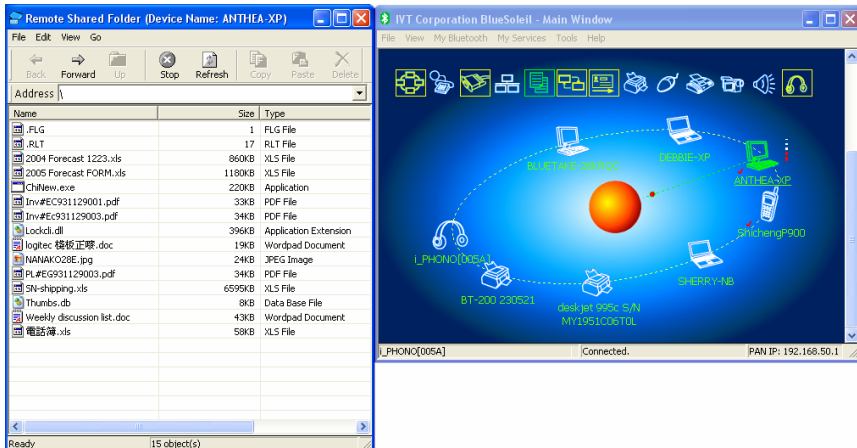 Remote Shared Folder (Device Name: ANTHEA-XP)
File Edit View Go
Back Forward Up Stop Refresh Copy Paste Delete
Address \
Name Size Type
.FLG 1 FLG File
.RLT 17 RLT File
2004 Forecast 1223.xls 860KB XLS File
2005 Forecast FORM.xls 1180KB XLS File
ChiNew.exe 220KB Application
Inv#EC931129001.pdf 33KB PDF File
Inv#Ec931129003.pdf 34KB PDF File
Lockcli.dll 396KB Application Extension
logitec 棧板正嘜.doc 19KB Wordpad Document
NANAKO28E.jpg 24KB JPEG Image
PL#EG931129003.pdf 34KB PDF File
SN-shipping.xls 6595KB XLS File
Thumbs.db 8KB Data Base File
Weekly discussion list.doc 43KB Wordpad Document
電話簿.xls 58KB XLS File
Ready 15 object(s)
IVT Corporation BlueSoleil - Main Window
File View My Bluetooth My Services Tools Help
DEBBIE-XP
ANTHEA-XP
ShichengP900
i_PHONO[005A]
SHERRY-NB
BT-200 230521
deskjet 995c S/N
MY1951C06T0L
i_PHONO[005A] Connected. PAN IP: 192.168.50.1